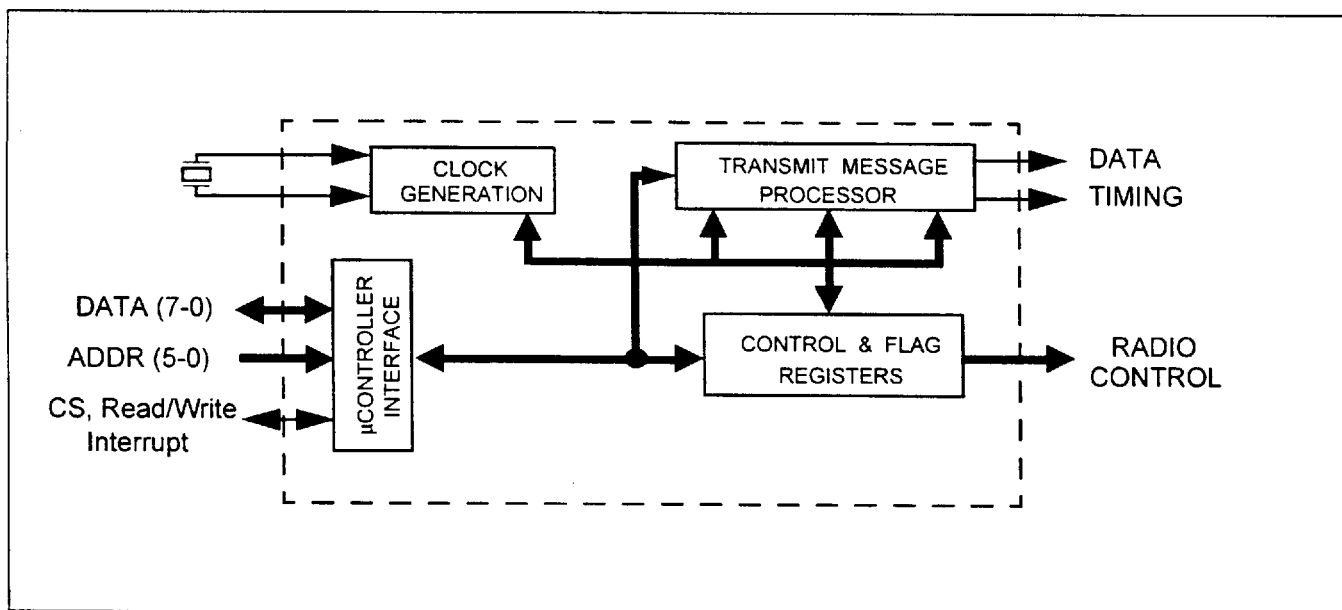 CLOCK
GENERATION
TRANSMIT MESSAGE
PROCESSOR
DATA
TIMING
DATA (7-0)
ADDR (5-0)
CS, Read/Write
Interrupt
µCONTROLLER
INTERFACE
CONTROL & FLAG
REGISTERS
RADIO
CONTROL